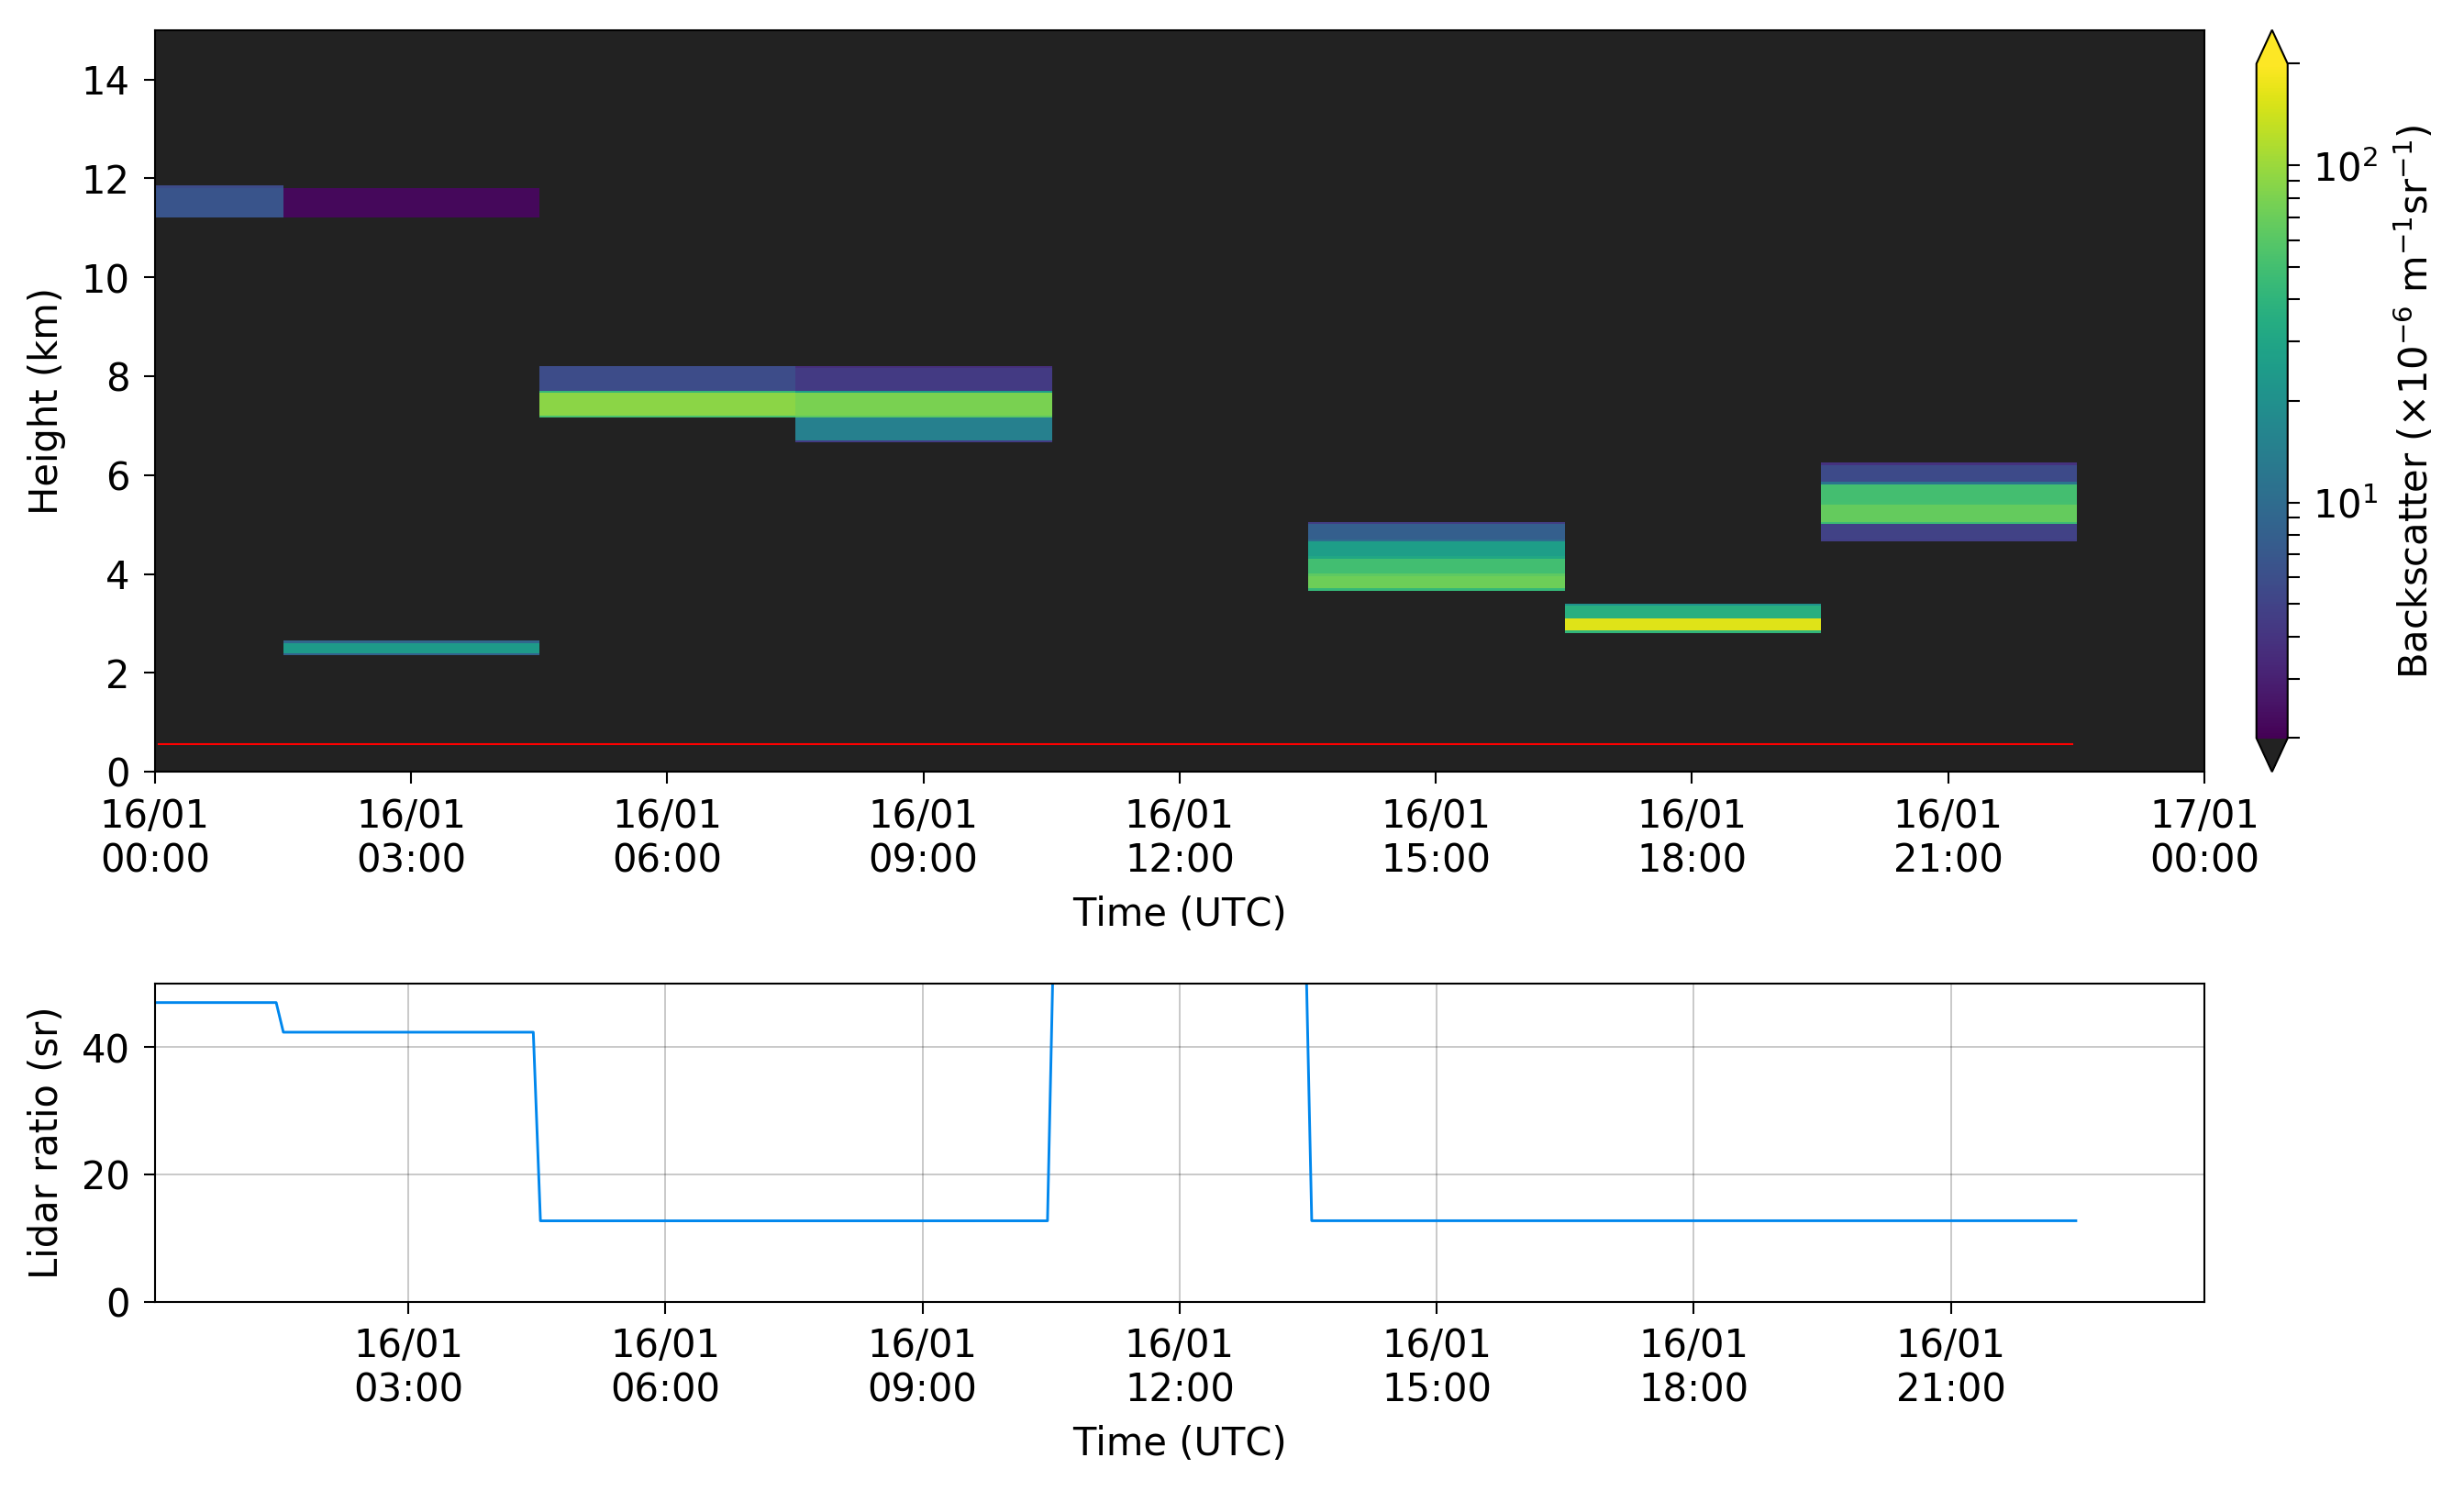 14
12
10
8
6
4
2
0
Height (km)
16/01 16/01 16/01 16/01 16/01 16/01 16/01 16/01 17/01
00:00 03:00 06:00 09:00 12:00 15:00 18:00 21:00 00:00
Time (UTC)
10²
10¹
Backscatter (×10⁻⁶ m⁻¹sr⁻¹)
40
20
0
Lidar ratio (sr)
16/01 16/01 16/01 16/01 16/01 16/01 16/01
03:00 06:00 09:00 12:00 15:00 18:00 21:00
Time (UTC)